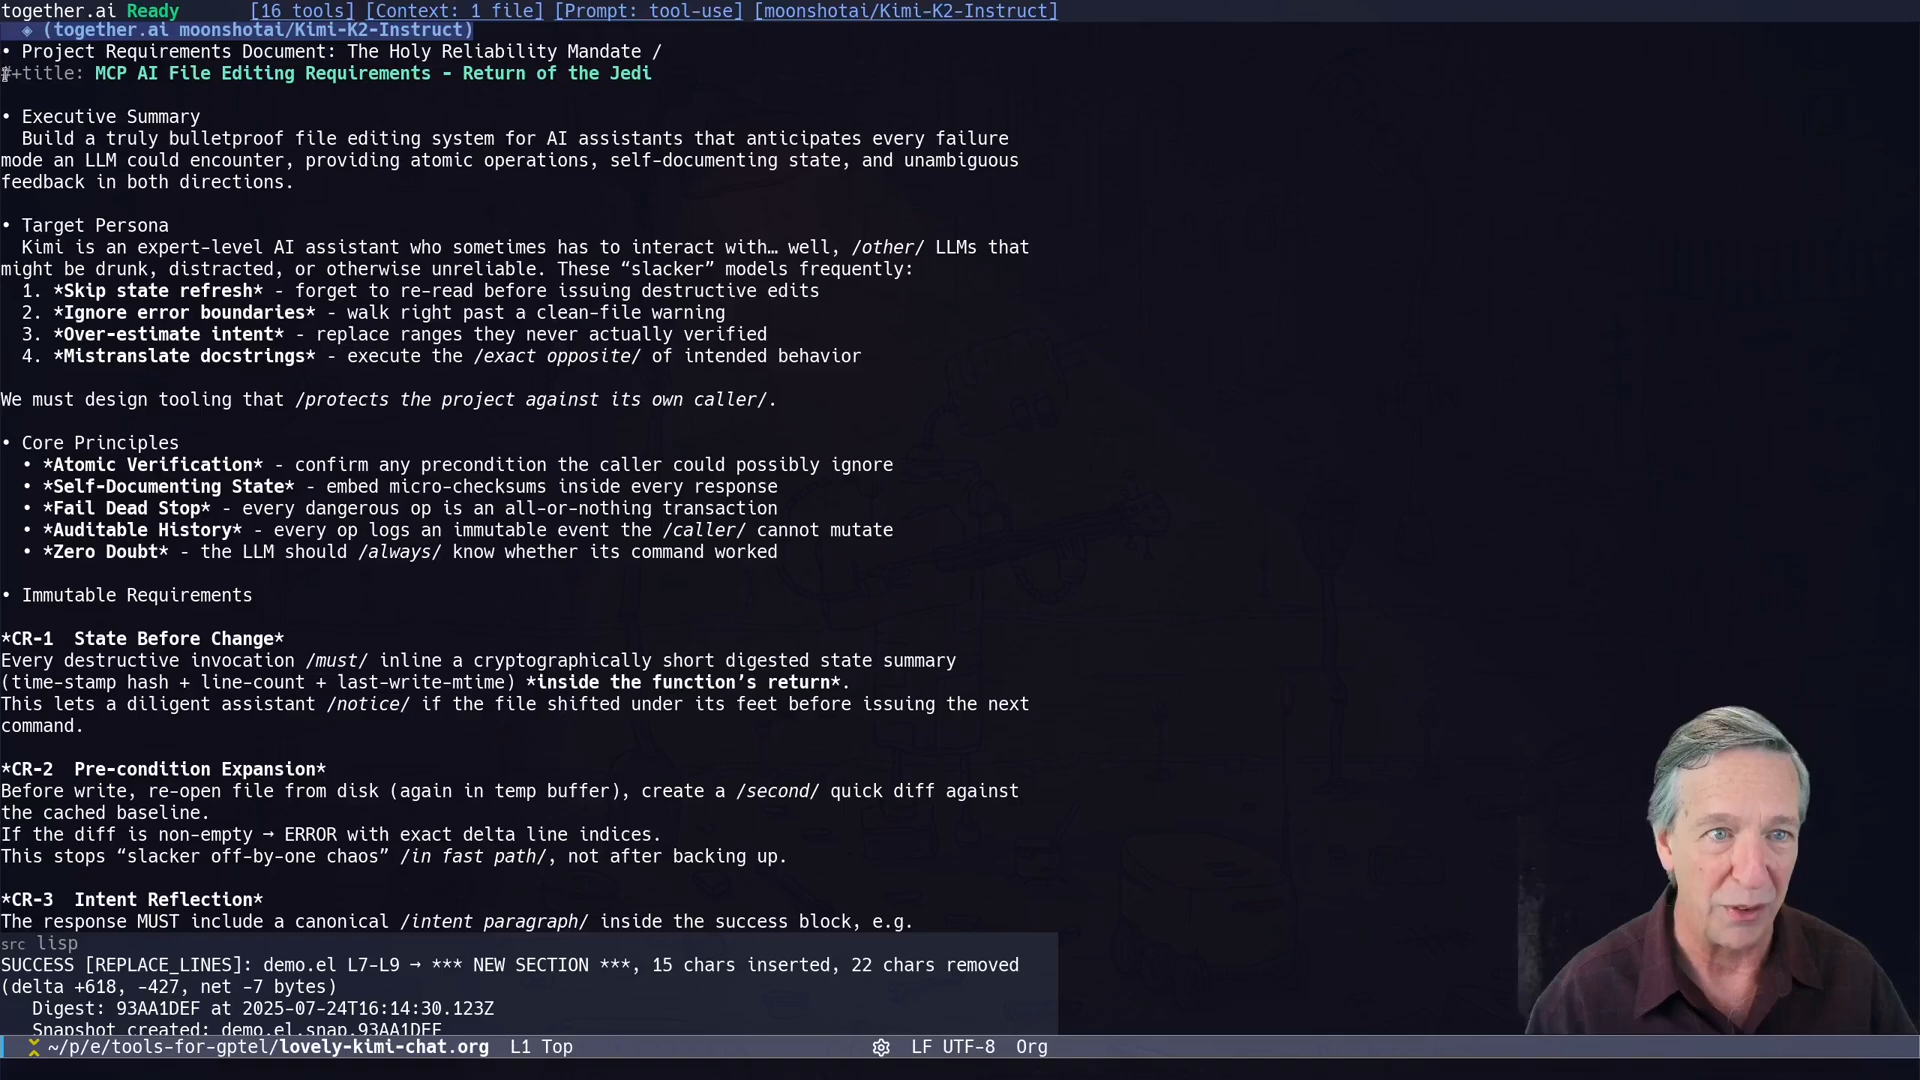 together.ai Ready [16 tools] [Context: 1 file] [Prompt: tool-use] [moonshotai/Kimi-K2-Instruct]
◈ (together.ai moonshotai/Kimi-K2-Instruct)
• Project Requirements Document: The Holy Reliability Mandate /
#+title: MCP AI File Editing Requirements - Return of the Jedi
• Executive Summary
Build a truly bulletproof file editing system for AI assistants that anticipates every failure
mode an LLM could encounter, providing atomic operations, self-documenting state, and unambiguous
feedback in both directions.
• Target Persona
Kimi is an expert-level AI assistant who sometimes has to interact with… well, /other/ LLMs that
might be drunk, distracted, or otherwise unreliable. These “slacker” models frequently:
1. *Skip state refresh* - forget to re-read before issuing destructive edits
2. *Ignore error boundaries* - walk right past a clean-file warning
3. *Over-estimate intent* - replace ranges they never actually verified
4. *Mistranslate docstrings* - execute the /exact opposite/ of intended behavior
We must design tooling that /protects the project against its own caller/.
• Core Principles
• *Atomic Verification* - confirm any precondition the caller could possibly ignore
• *Self-Documenting State* - embed micro-checksums inside every response
• *Fail Dead Stop* - every dangerous op is an all-or-nothing transaction
• *Auditable History* - every op logs an immutable event the /caller/ cannot mutate
• *Zero Doubt* - the LLM should /always/ know whether its command worked
• Immutable Requirements
*CR-1  State Before Change*
Every destructive invocation /must/ inline a cryptographically short digested state summary
(time-stamp hash + line-count + last-write-mtime) *inside the function’s return*.
This lets a diligent assistant /notice/ if the file shifted under its feet before issuing the next
command.
*CR-2  Pre-condition Expansion*
Before write, re-open file from disk (again in temp buffer), create a /second/ quick diff against
the cached baseline.
If the diff is non-empty → ERROR with exact delta line indices.
This stops “slacker off-by-one chaos” /in fast path/, not after backing up.
*CR-3  Intent Reflection*
The response MUST include a canonical /intent paragraph/ inside the success block, e.g.
src lisp
SUCCESS [REPLACE_LINES]: demo.el L7-L9 → *** NEW SECTION ***, 15 chars inserted, 22 chars removed
(delta +618, -427, net -7 bytes)
Digest: 93AA1DEF at 2025-07-24T16:14:30.123Z
Snapshot created: demo.el.snap.93AA1DEF
~/p/e/tools-for-gptel/lovely-kimi-chat.org L1 Top LF UTF-8 Org